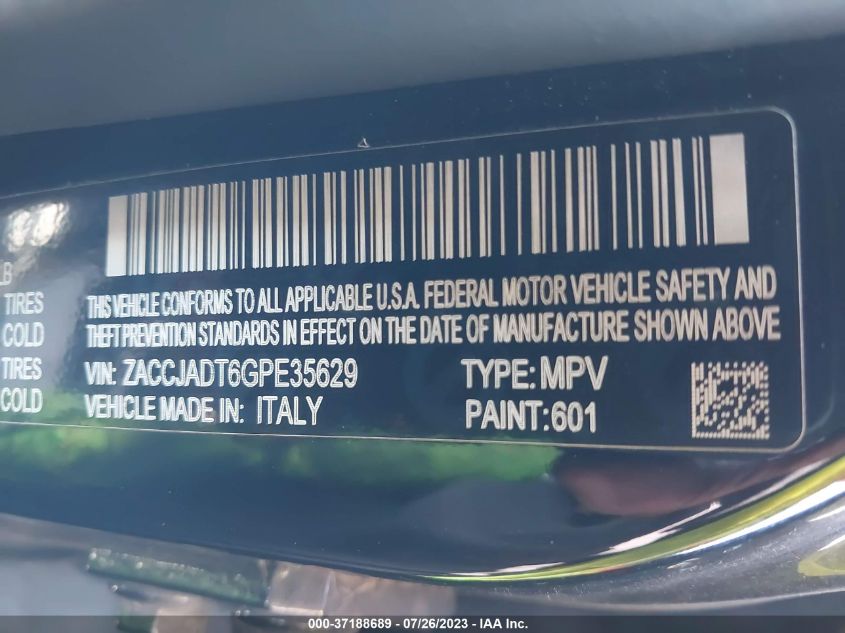 LB
TIRES
COLD
TIRES
COLD
THIS VEHICLE CONFORMS TO ALL APPLICABLE U.S.A. FEDERAL MOTOR VEHICLE SAFETY AND
THEFT PREVENTION STANDARDS IN EFFECT ON THE DATE OF MANUFACTURE SHOWN ABOVE
VIN: ZACCJADT6GPE35629 TYPE: MPV
VEHICLE MADE IN: ITALY PAINT:601
000-37188689 - 07/26/2023 - IAA Inc.